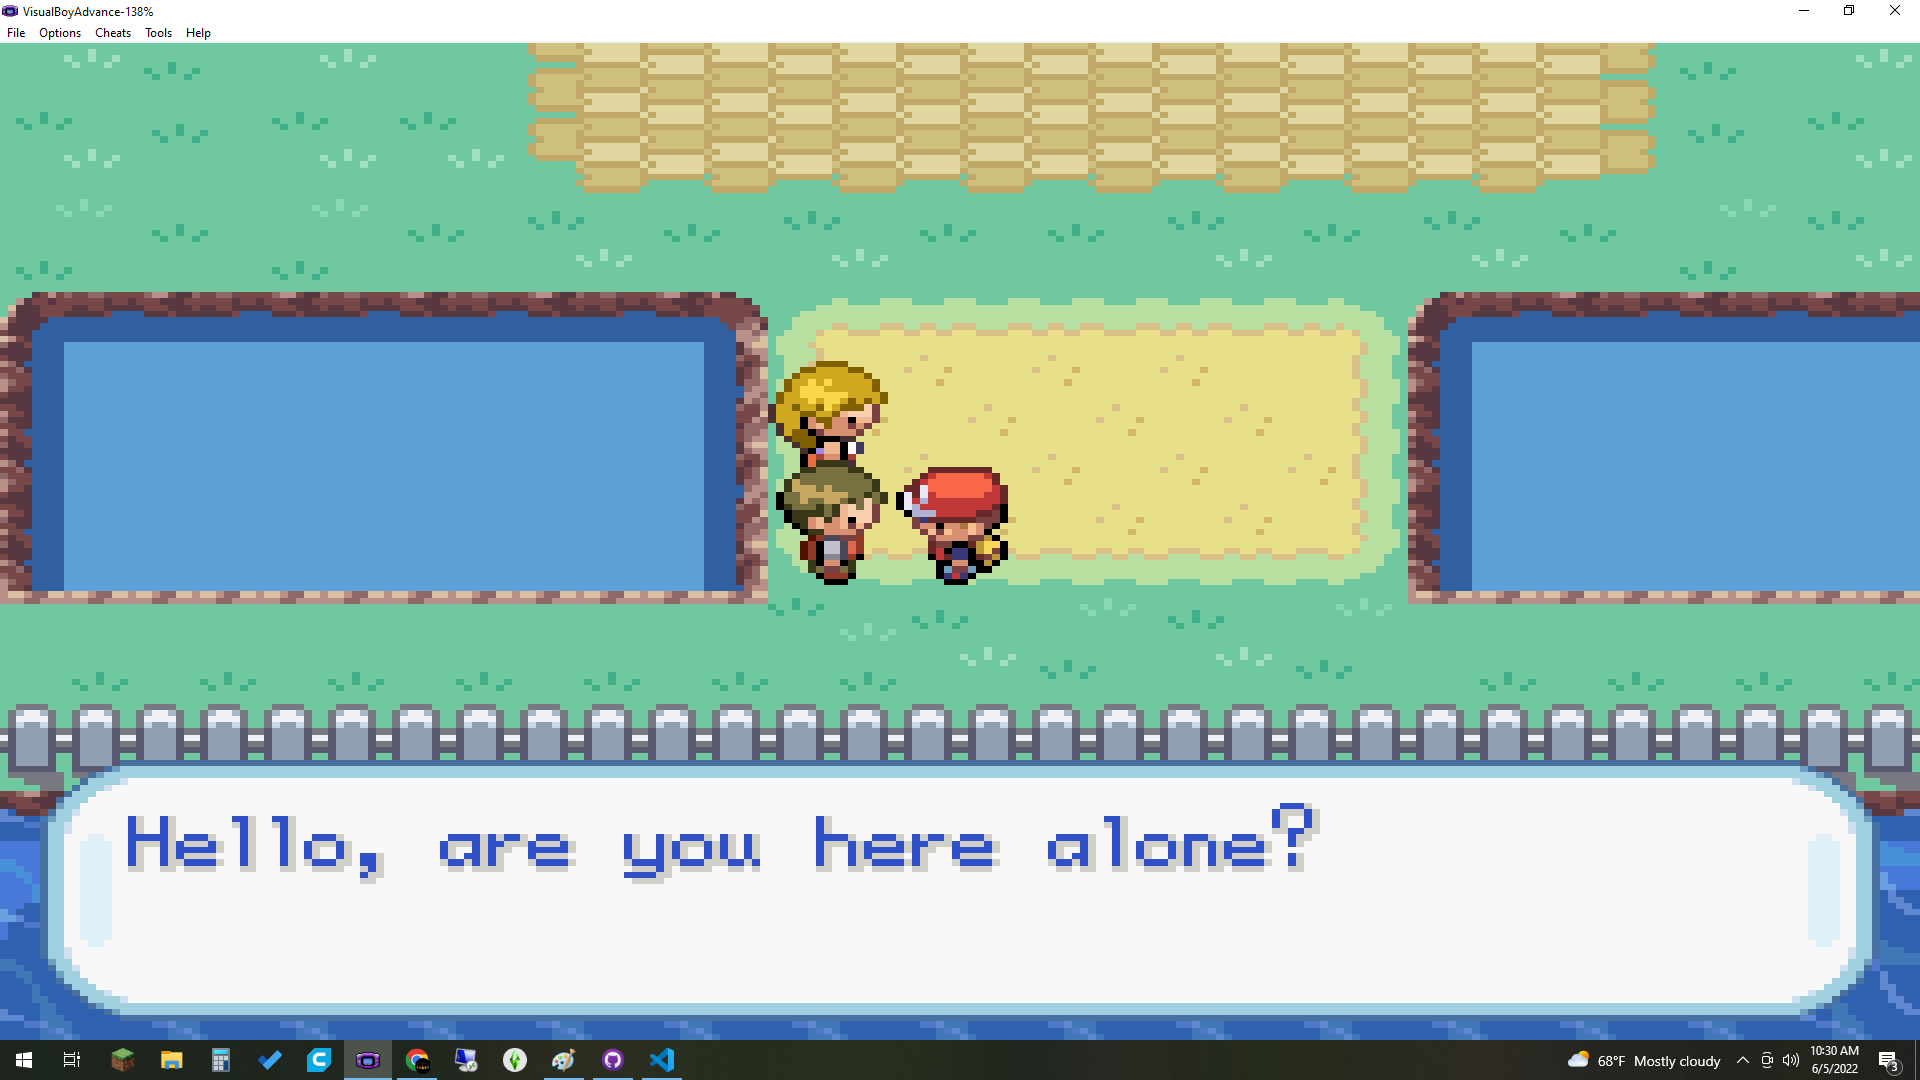 VisualBoyAdvance-138%
File Options Cheats Tools Help
Hello, are you here alone?
68°F Mostly cloudy
10:30 AM
6/5/2022
3